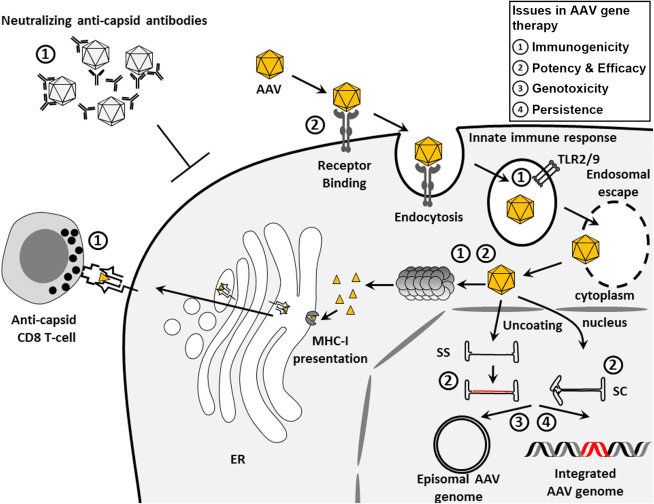 Neutralizing anti-capsid antibodies
1
Issues in AAV gene
therapy
1 Immunogenicity
2 Potency & Efficacy
3 Genotoxicity
4 Persistence
AAV
2
Receptor
Binding
Endocytosis
Innate immune response
1
TLR2/9
Endosomal
escape
cytoplasm
1
Anti-capsid
CD8 T-cell
1 2
MHC-I
presentation
ER
Uncoating
nucleus
SS
2
2
SC
3 4
Episomal AAV
genome
Integrated
AAV genome